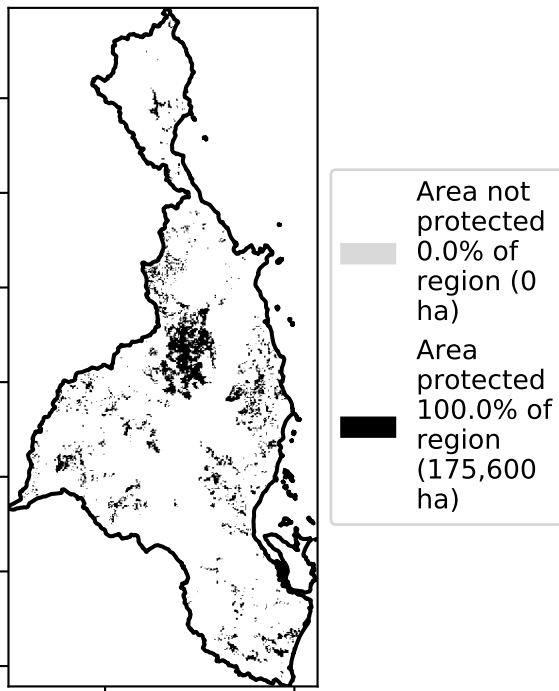 Area not
protected
0.0% of
region (0
ha)
Area
protected
100.0% of
region
(175,600
ha)